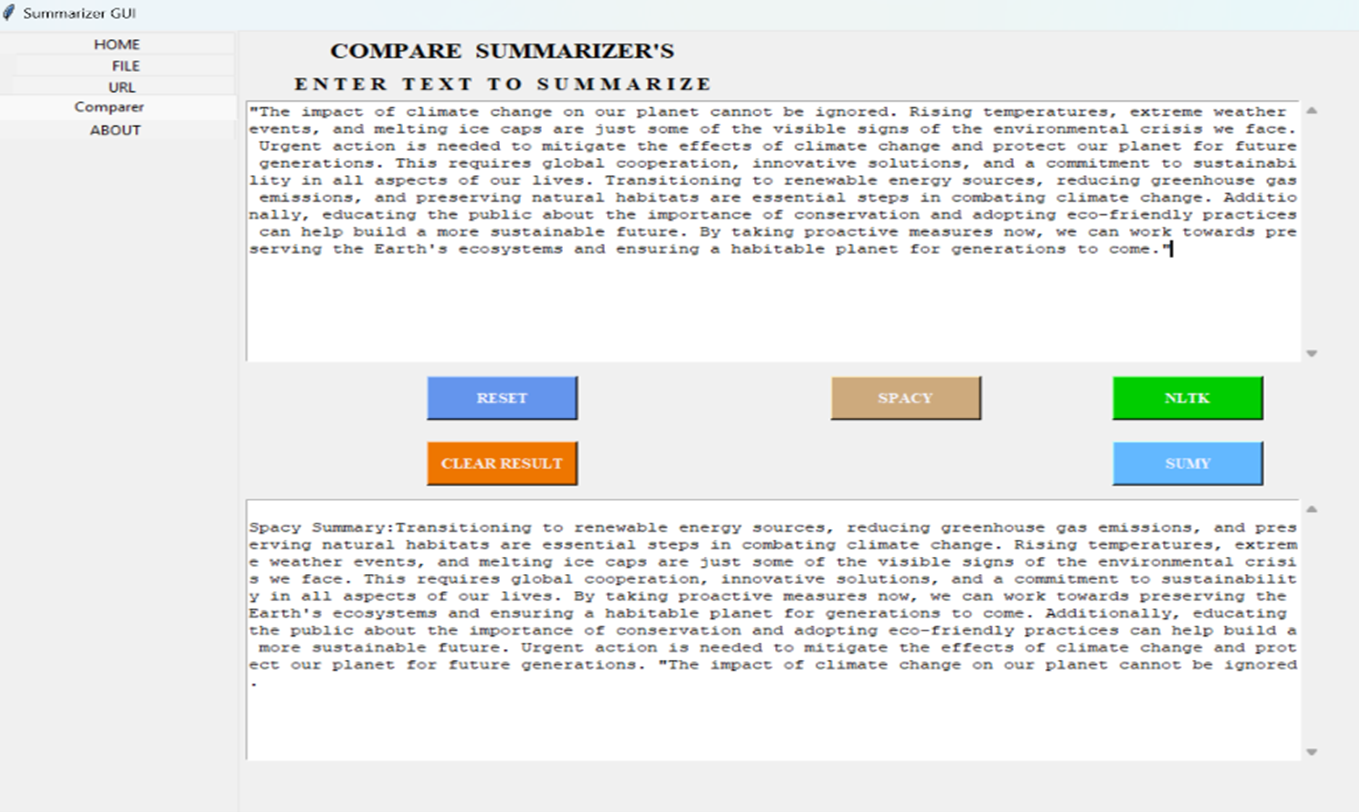 Summarizer GUI
HOME
FILE
URL
Comparer
ABOUT
COMPARE SUMMARIZER'S
ENTER TEXT TO SUMMARIZE
"The impact of climate change on our planet cannot be ignored. Rising temperatures, extreme weather
events, and melting ice caps are just some of the visible signs of the environmental crisis we face.
Urgent action is needed to mitigate the effects of climate change and protect our planet for future
generations. This requires global cooperation, innovative solutions, and a commitment to sustainabi
lity in all aspects of our lives. Transitioning to renewable energy sources, reducing greenhouse gas
emissions, and preserving natural habitats are essential steps in combating climate change. Additio
nally, educating the public about the importance of conservation and adopting eco-friendly practices
can help build a more sustainable future. By taking proactive measures now, we can work towards pre
serving the Earth's ecosystems and ensuring a habitable planet for generations to come."
RESET
SPACY
NLTK
CLEAR RESULT
SUMY
Spacy Summary:Transitioning to renewable energy sources, reducing greenhouse gas emissions, and pres
erving natural habitats are essential steps in combating climate change. Rising temperatures, extrem
e weather events, and melting ice caps are just some of the visible signs of the environmental crisi
s we face. This requires global cooperation, innovative solutions, and a commitment to sustainabilit
y in all aspects of our lives. By taking proactive measures now, we can work towards preserving the
Earth's ecosystems and ensuring a habitable planet for generations to come. Additionally, educating
the public about the importance of conservation and adopting eco-friendly practices can help build a
more sustainable future. Urgent action is needed to mitigate the effects of climate change and prot
ect our planet for future generations. "The impact of climate change on our planet cannot be ignored
.